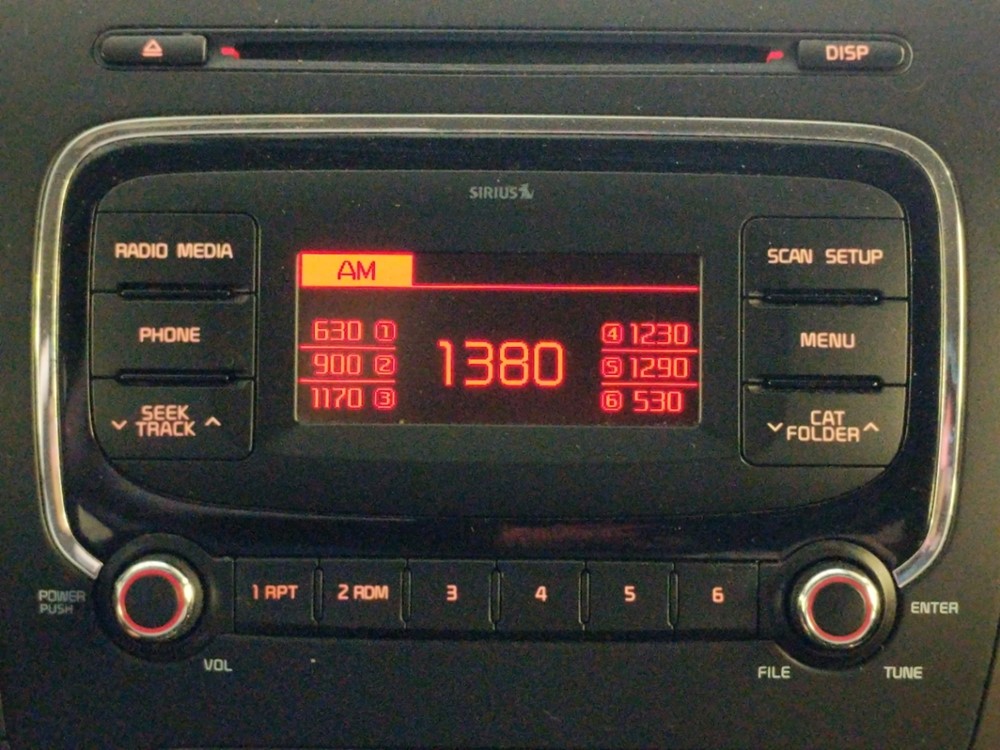 DISP
SIRIUS
RADIO MEDIA
PHONE
SEEK
TRACK
AM
630 1
900 2
1170 3
1380
4 1230
5 1290
6 530
SCAN SETUP
MENU
CAT
FOLDER
POWER
PUSH
VOL
1 RPT
2 RDM
3
4
5
6
ENTER
FILE
TUNE